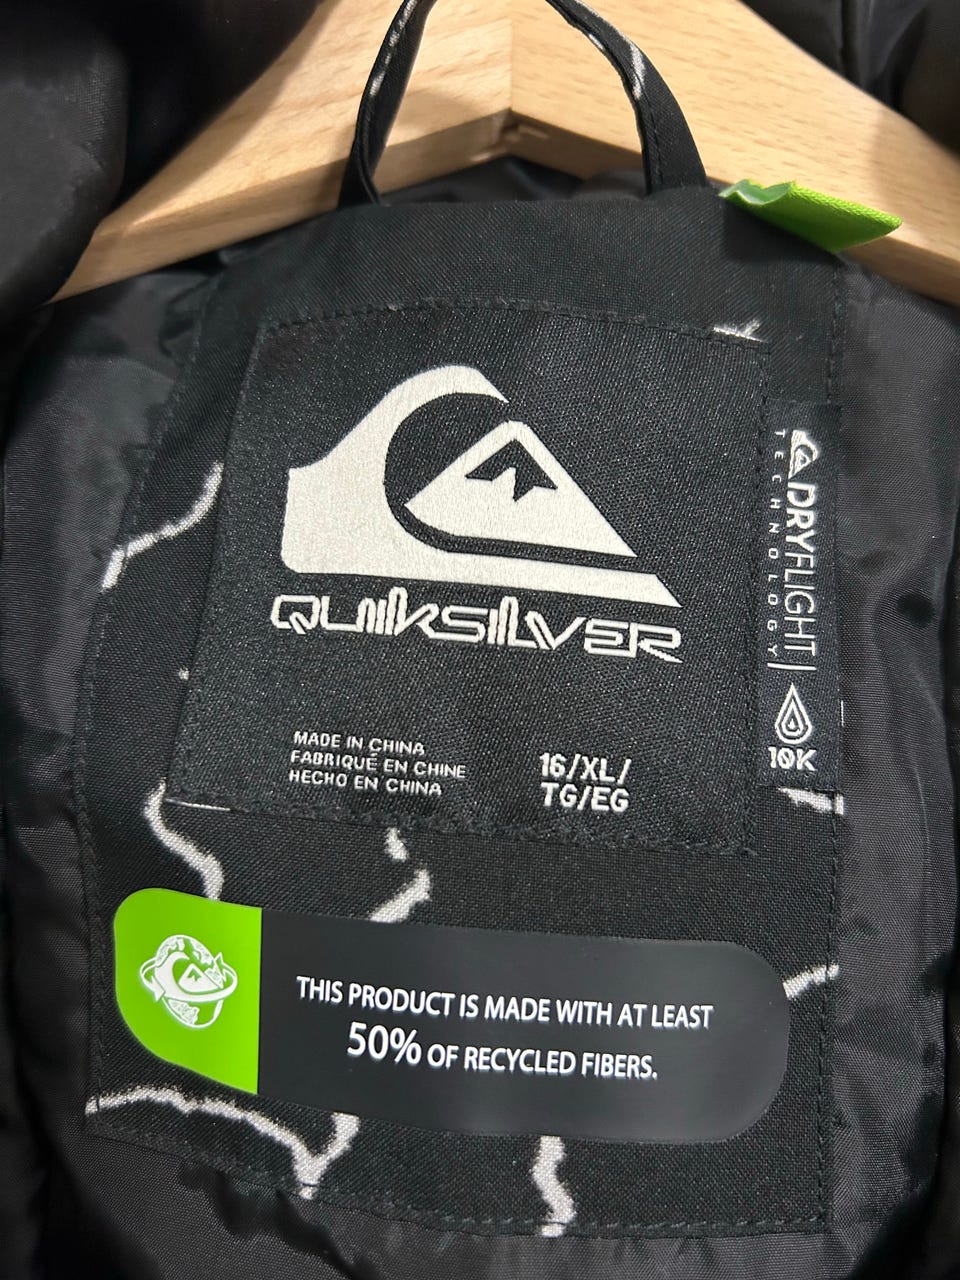 QUIKSILVER
MADE IN CHINA
FABRIQUÉ EN CHINE
HECHO EN CHINA
16/XL/
TG/EG
DRYFLIGHT
TECHNOLOGY
10K
THIS PRODUCT IS MADE WITH AT LEAST
50% OF RECYCLED FIBERS.